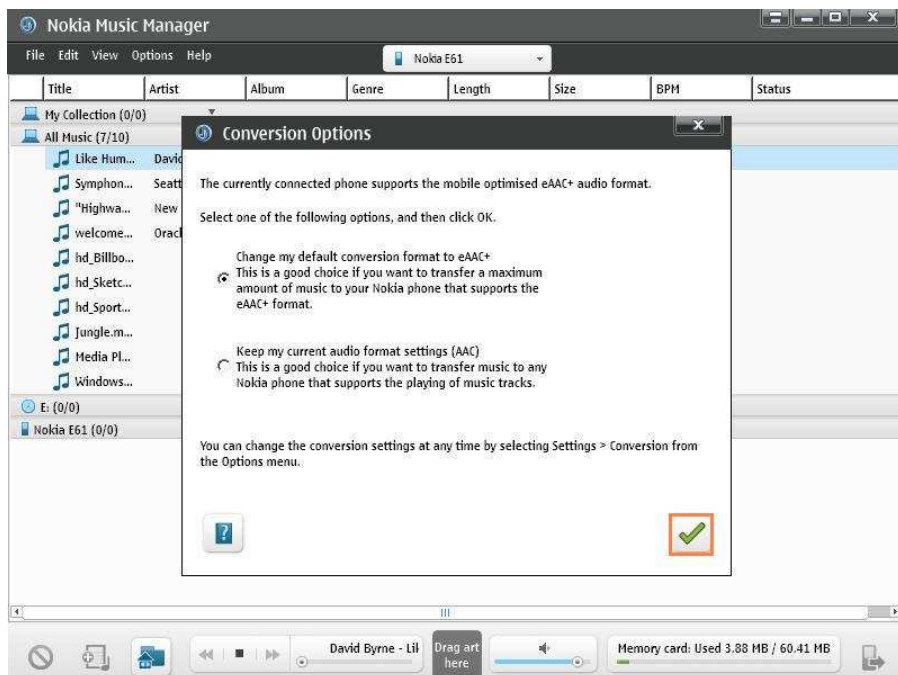 Nokia Music Manager
File Edit View Options Help
Nokia E61
Title Artist Album Genre Length Size BPM Status
My Collection (0/0)
All Music (7/10)
Like Hum... David
Symphon... Seatt
"Highwa... New
welcome... Oracl
hd_Billbo...
hd_Sketc...
hd_Sport...
Jungle.m...
Media Pl...
Windows...
E: (0/0)
Nokia E61 (0/0)
Conversion Options
X
The currently connected phone supports the mobile optimised eAAC+ audio format.
Select one of the following options, and then click OK.
Change my default conversion format to eAAC+
This is a good choice if you want to transfer a maximum
amount of music to your Nokia phone that supports the
eAAC+ format.
Keep my current audio format settings (AAC)
This is a good choice if you want to transfer music to any
Nokia phone that supports the playing of music tracks.
You can change the conversion settings at any time by selecting Settings > Conversion from
the Options menu.
?
David Byrne - Lil
Drag art
here
Memory card: Used 3.88 MB / 60.41 MB